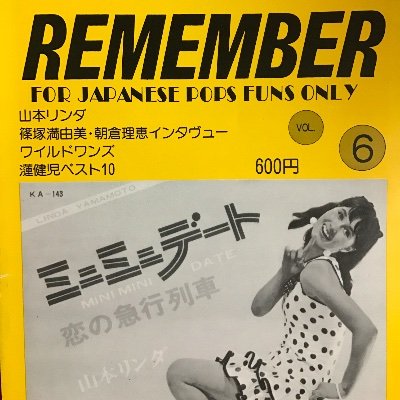 REMEMBER
FOR JAPANESE POPS FUNS ONLY
山本リンダ
篠塚満由美・朝倉理恵インタヴュー
ワイルドワンズ
漣健児ベスト10
VOL.
6
600円
KA-143
LINDA YAMAMOTO
ミニミニデート
MINI MINI DATE
恋の急行列車
山本リンダ